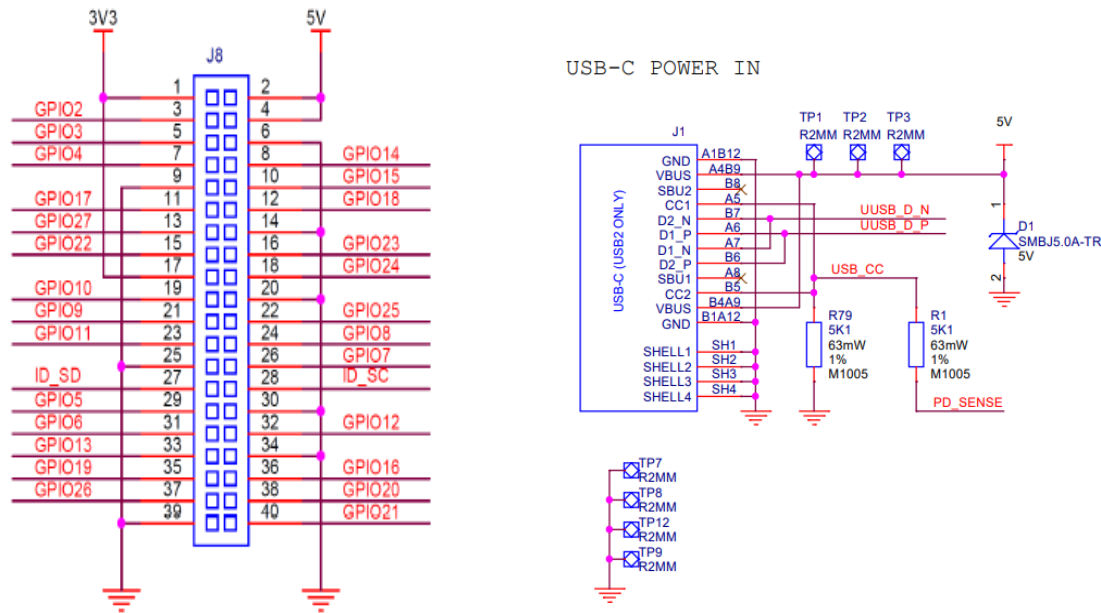 3V3 5V
J8
1 2
GPIO2 3 4
GPIO3 5 6
GPIO4 7 8 GPIO14
9 10 GPIO15
GPIO17 11 12 GPIO18
GPIO27 13 14
GPIO22 15 16 GPIO23
17 18 GPIO24
GPIO10 19 20
GPIO9 21 22 GPIO25
GPIO11 23 24 GPIO8
25 26 GPIO7
ID_SD 27 28 ID_SC
GPIO5 29 30
GPIO6 31 32 GPIO12
GPIO13 33 34
GPIO19 35 36 GPIO16
GPIO26 37 38 GPIO20
39 40 GPIO21
USB-C POWER IN
J1
USB-C (USB2 ONLY)
GND A1B12
VBUS A4B9
SBU2 B8
CC1 A5
D2_N B7
D1_P A6
D1_N A7
D2_P B6
SBU1 A8
CC2 B5
VBUS B4A9
GND B1A12
SHELL1 SH1
SHELL2 SH2
SHELL3 SH3
SHELL4 SH4
TP1 TP2 TP3
R2MM R2MM R2MM
5V
UUSB_D_N
UUSB_D_P
1
D1
SMBJ5.0A-TR
5V
2
USB_CC
R79
5K1
63mW
1%
M1005
R1
5K1
63mW
1%
M1005
PD_SENSE
TP7
R2MM
TP8
R2MM
TP12
R2MM
TP9
R2MM